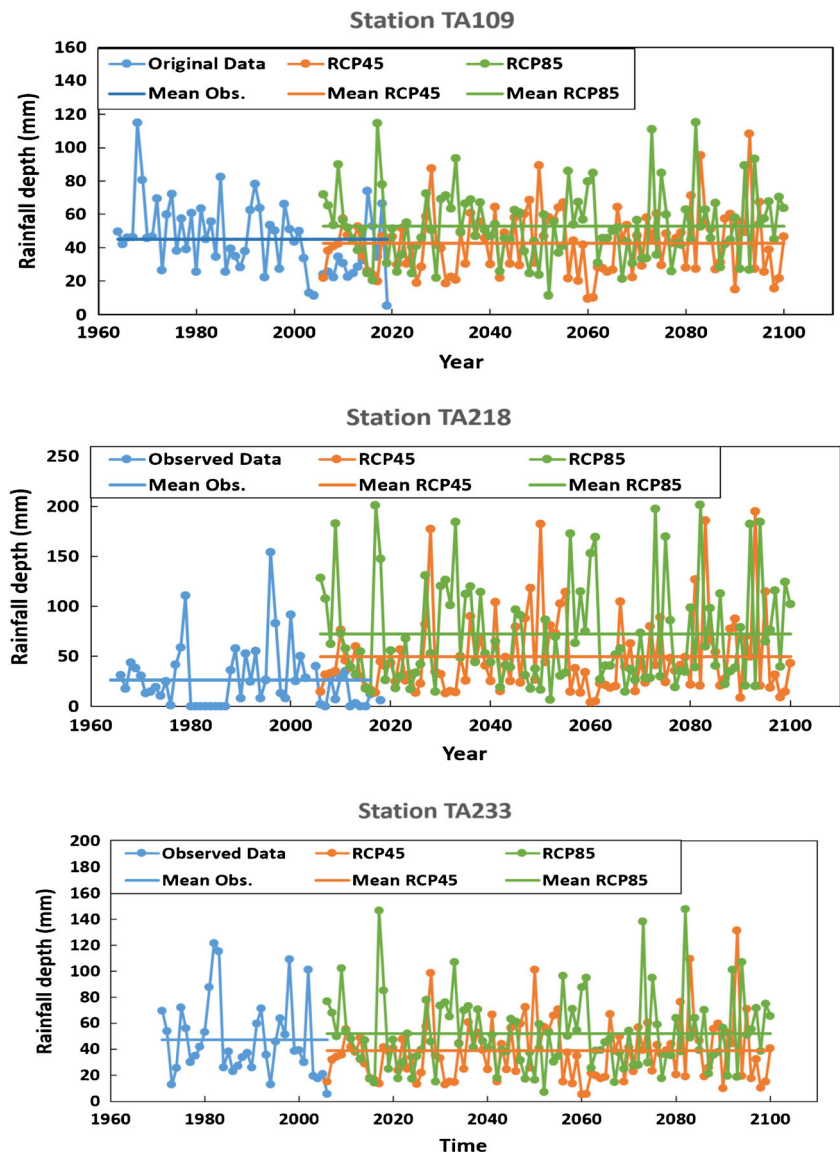 Station TA109
Rainfall depth (mm)
160
140
120
100
80
60
40
20
0
Original Data RCP45 RCP85
Mean Obs. Mean RCP45 Mean RCP85
1960 1980 2000 2020 2040 2060 2080 2100
Year
Station TA218
Rainfall depth (mm)
250
200
150
100
50
0
Observed Data RCP45 RCP85
Mean Obs. Mean RCP45 Mean RCP85
1960 1980 2000 2020 2040 2060 2080 2100
Year
Station TA233
Rainfall depth (mm)
200
180
160
140
120
100
80
60
40
20
0
Observed Data RCP45 RCP85
Mean Obs. Mean RCP45 Mean RCP85
1960 1980 2000 2020 2040 2060 2080 2100
Time